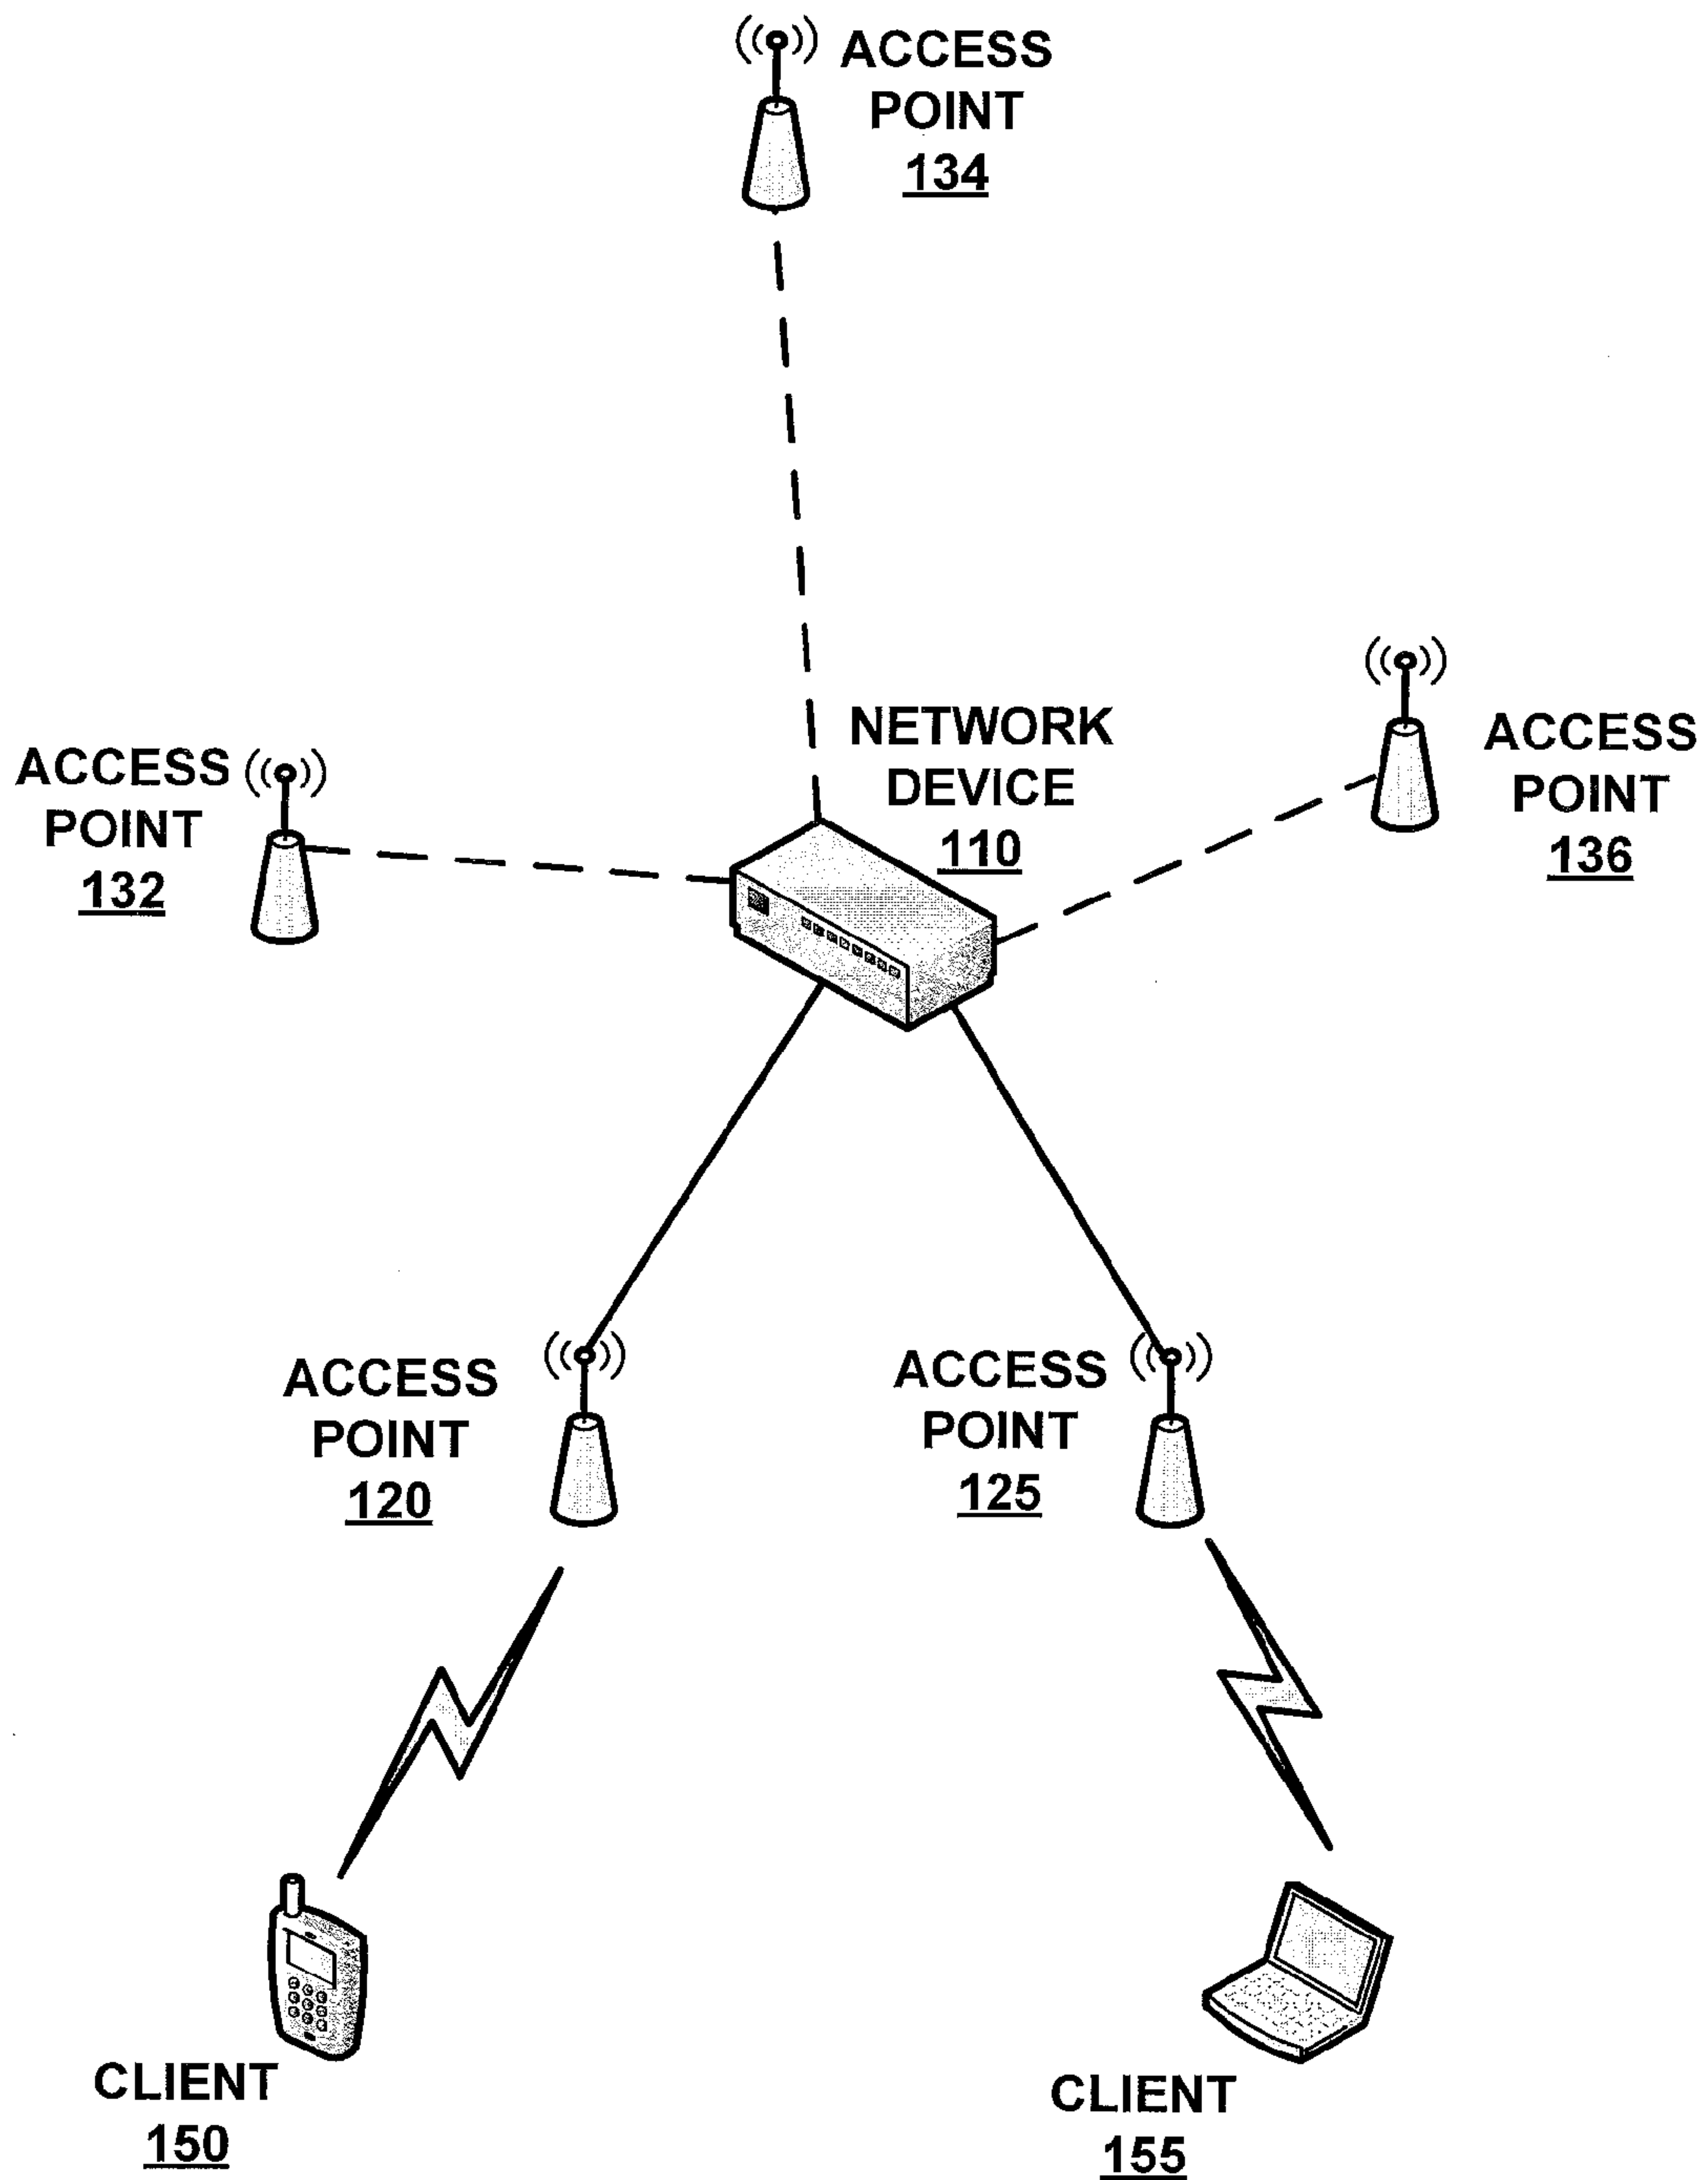 ACCESS
POINT
134
NETWORK
DEVICE
110
ACCESS
POINT
132
ACCESS
POINT
136
ACCESS
POINT
120
ACCESS
POINT
125
CLIENT
150
CLIENT
155